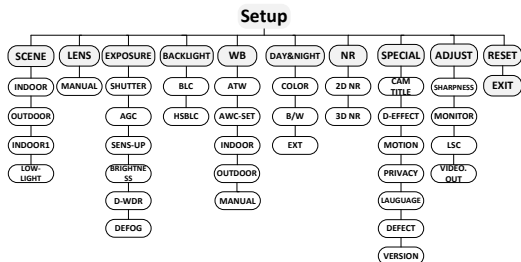 Setup
SCENE
LENS
EXPOSURE
BACKLIGHT
WB
DAY&NIGHT
NR
SPECIAL
ADJUST
RESET
INDOOR
MANUAL
SHUTTER
BLC
ATW
COLOR
2D NR
CAM
TITLE
SHARPNESS
EXIT
OUTDOOR
AGC
HSBLC
AWC-SET
B/W
3D NR
D-EFFECT
MONITOR
INDOOR1
SENS-UP
INDOOR
EXT
MOTION
LSC
LOW-
LIGHT
BRIGHTNE
SS
OUTDOOR
PRIVACY
VIDEO.
OUT
D-WDR
MANUAL
LAUGUAGE
DEFOG
DEFECT
VERSION